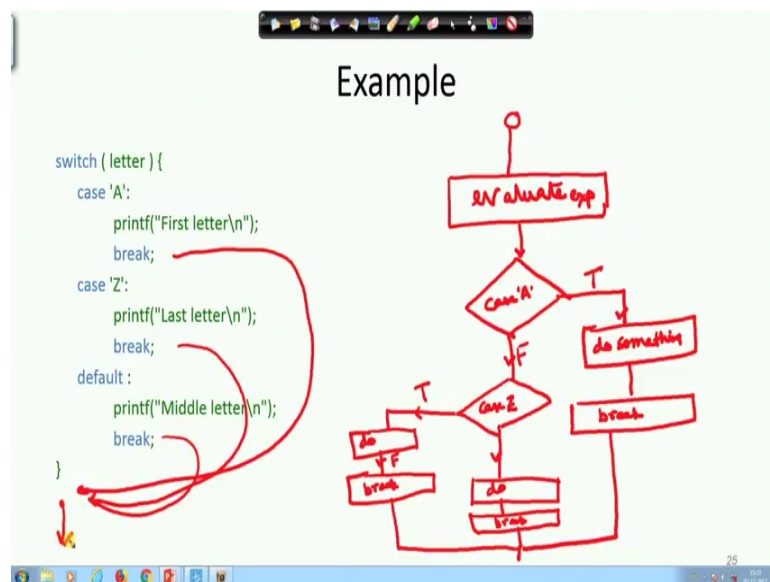 Example
switch ( letter ) {
case 'A':
printf("First letter\n");
break;
case 'Z':
printf("Last letter\n");
break;
default :
printf("Middle letter\n");
break;
}
evaluate exp
case 'A'
T
do something
break
F
case Z
T
do
F
break
do
break
25